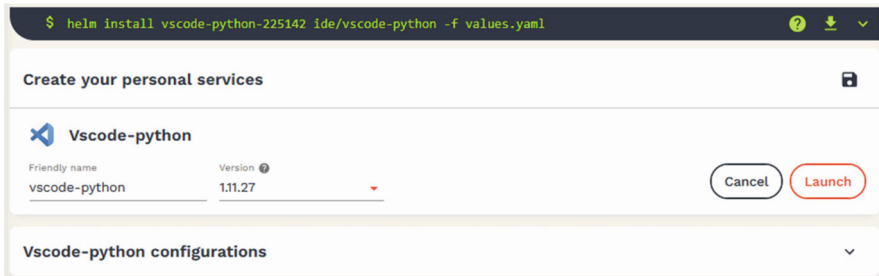 $ helm install vscode-python-225142 ide/vscode-python -f values.yaml
Create your personal services
Vscode-python
Friendly name
Version
vscode-python
1.11.27
Cancel
Launch
Vscode-python configurations